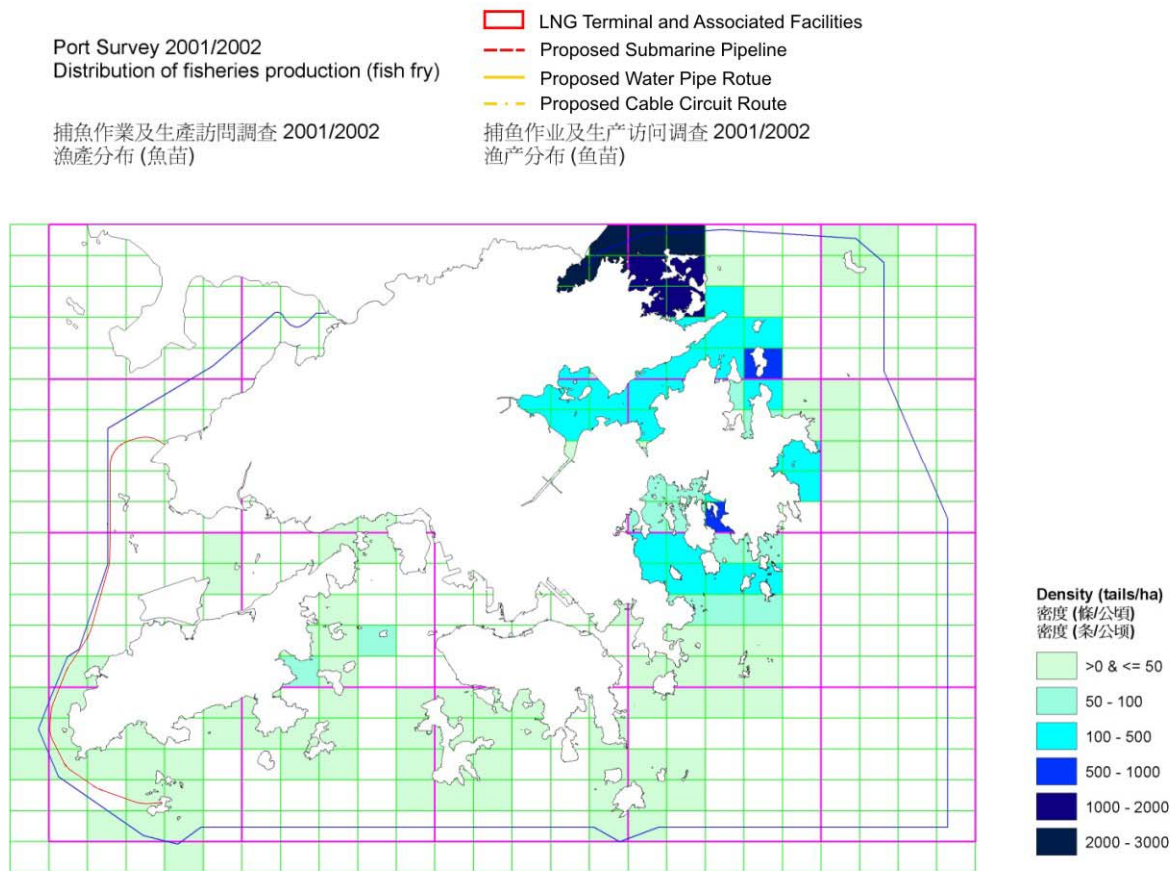 Port Survey 2001/2002
Distribution of fisheries production (fish fry)
捕魚作業及生產訪問調查 2001/2002
漁產分布 (魚苗)
LNG Terminal and Associated Facilities
Proposed Submarine Pipeline
Proposed Water Pipe Rotue
Proposed Cable Circuit Route
捕鱼作业及生产访问调查 2001/2002
渔产分布 (鱼苗)
Density (tails/ha)
密度 (條/公頃)
密度 (条/公顷)
>0 & <= 50
50 - 100
100 - 500
500 - 1000
1000 - 2000
2000 - 3000